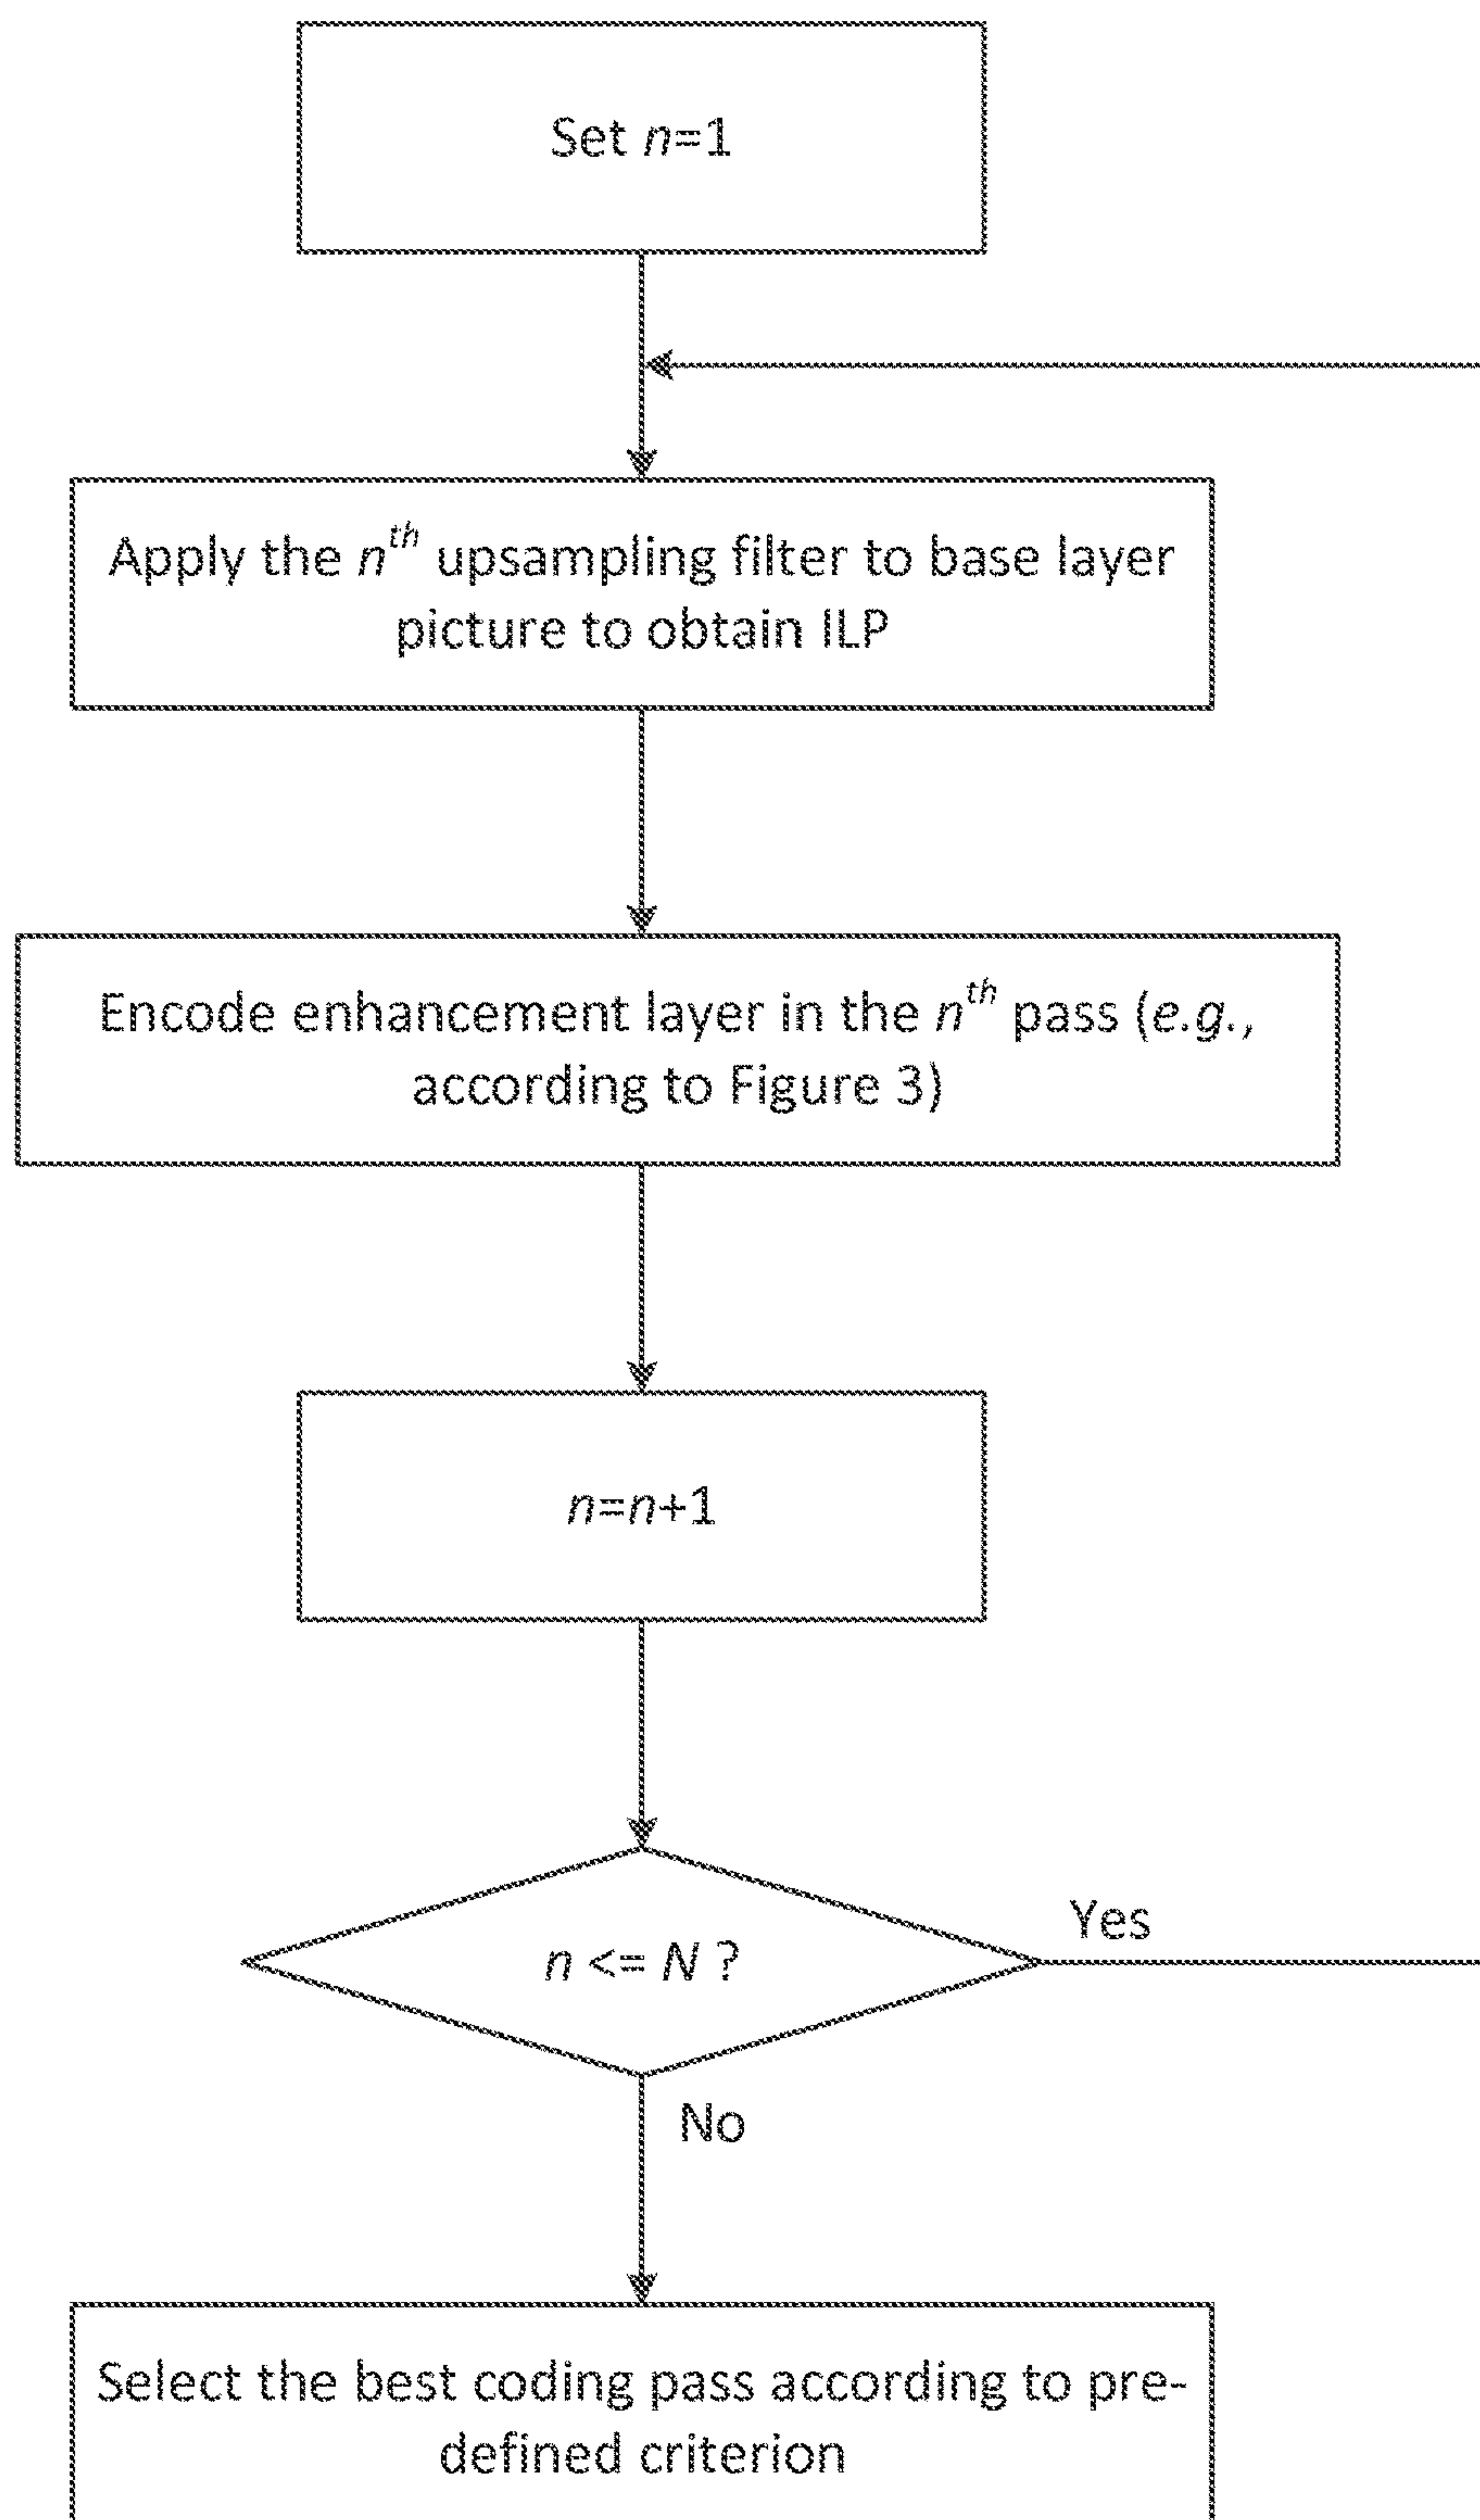 Set n=1
Apply the nth upsampling filter to base layer
picture to obtain ILP
Encode enhancement layer in the nth pass (e.g.,
according to Figure 3)
n=n+1
n <= N ?
Yes
No
Select the best coding pass according to pre-
defined criterion